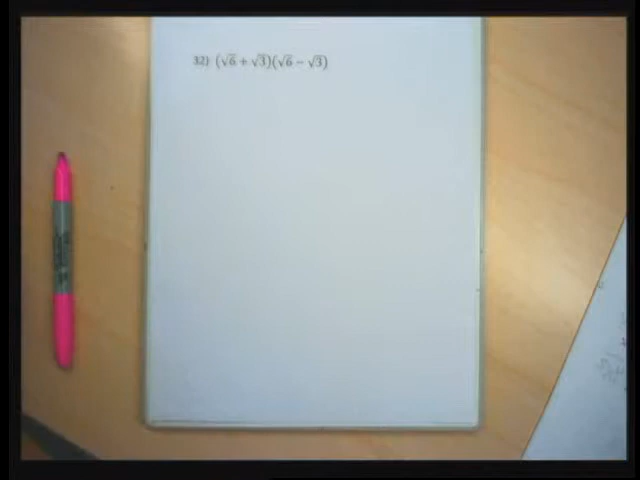 32) (√6 + √3)(√6 − √3)